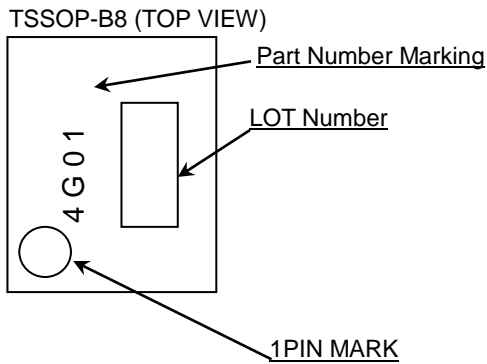 TSSOP-B8 (TOP VIEW)
Part Number Marking
LOT Number
4G01
1PIN MARK